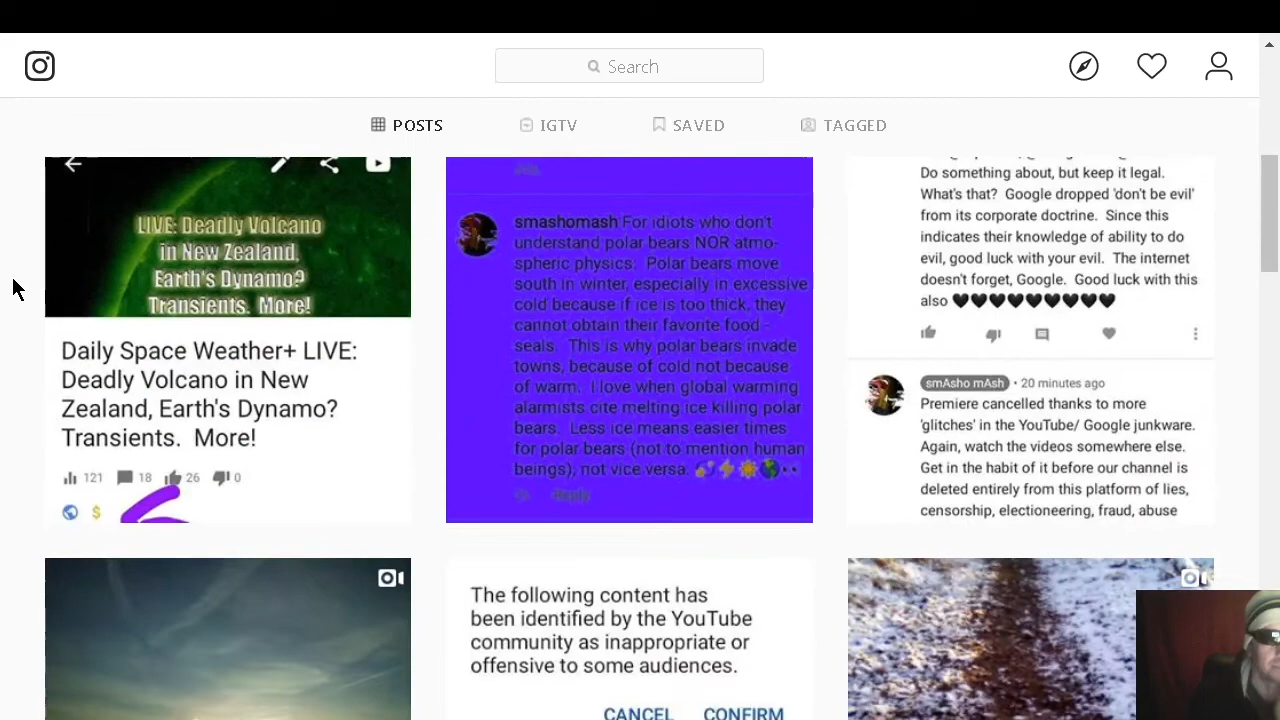 Search
POSTS
IGTV
SAVED
TAGGED
LIVE: Deadly Volcano
in New Zealand,
Earth's Dynamo?
Transients. More!
Daily Space Weather+ LIVE:
Deadly Volcano in New
Zealand, Earth's Dynamo?
Transients. More!
121 18 26 0
$
smashomash For idiots who don't
understand polar bears NOR atmo-
spheric physics: Polar bears move
south in winter, especially in excessive
cold because if ice is too thick, they
cannot obtain their favorite food -
seals. This is why polar bears invade
towns, because of cold not because
of warm. I love when global warming
alarmists cite melting ice killing polar
bears. Less ice means easier times
for polar bears (not to mention human
beings), not vice versa. 💫⚡☀️🌎👀
Reply
Do something about, but keep it legal.
What's that? Google dropped 'don't be evil'
from its corporate doctrine. Since this
indicates their knowledge of ability to do
evil, good luck with your evil. The internet
doesn't forget, Google. Good luck with this
also 🖤🖤🖤🖤🖤🖤🖤🖤🖤
smAsho mAsh • 20 minutes ago
Premiere cancelled thanks to more
'glitches' in the YouTube/ Google junkware.
Again, watch the videos somewhere else.
Get in the habit of it before our channel is
deleted entirely from this platform of lies,
censorship, electioneering, fraud, abuse
The following content has
been identified by the YouTube
community as inappropriate or
offensive to some audiences.
CANCEL CONFIRM